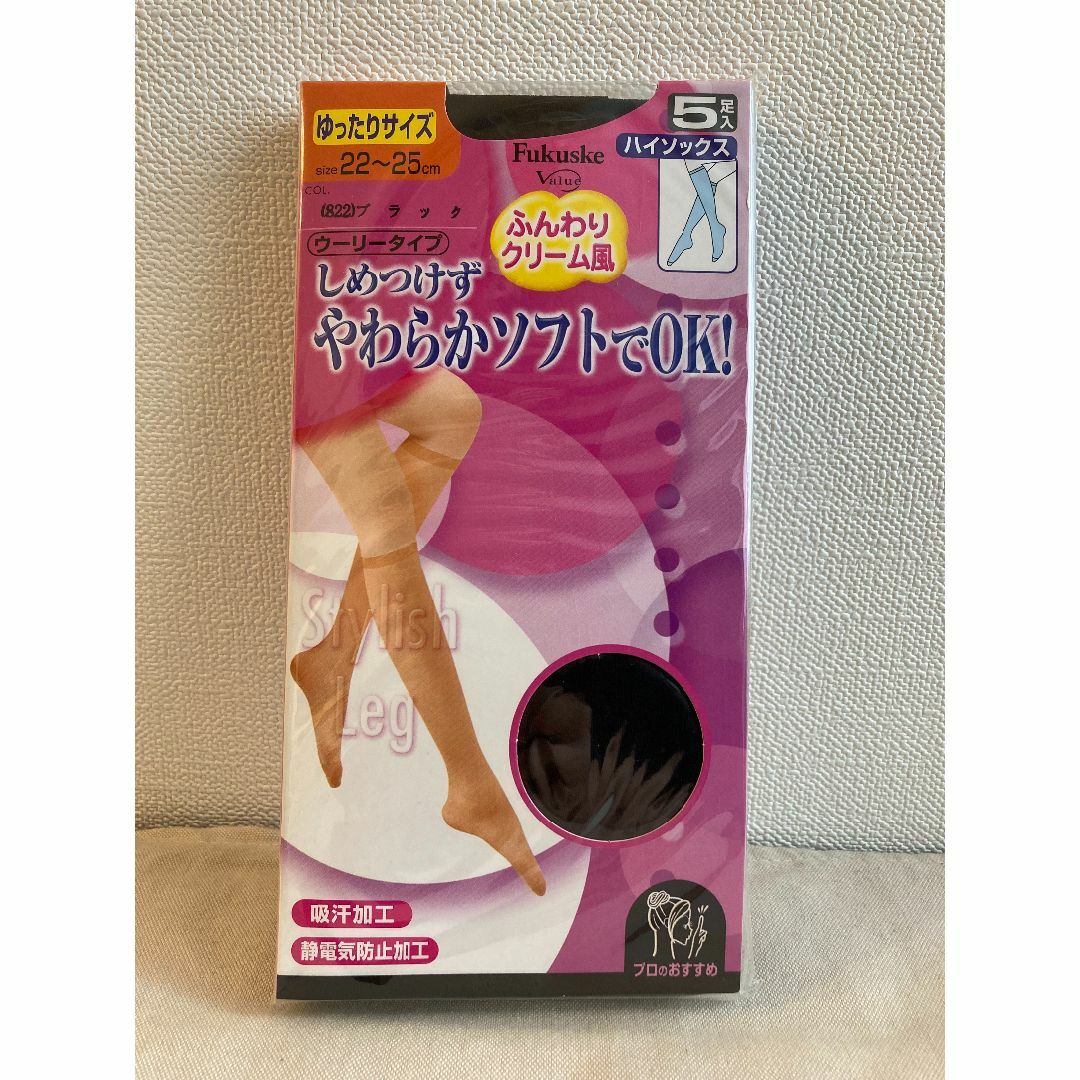 ゆったりサイズ
size 22〜25cm
COL.
(822)ブラック
ウーリータイプ
Fukuske
Value
ふんわり
クリーム風
5足入
ハイソックス
しめつけず
やわらかソフトでOK!
Stylish
Leg
吸汗加工
静電気防止加工
プロのおすすめ